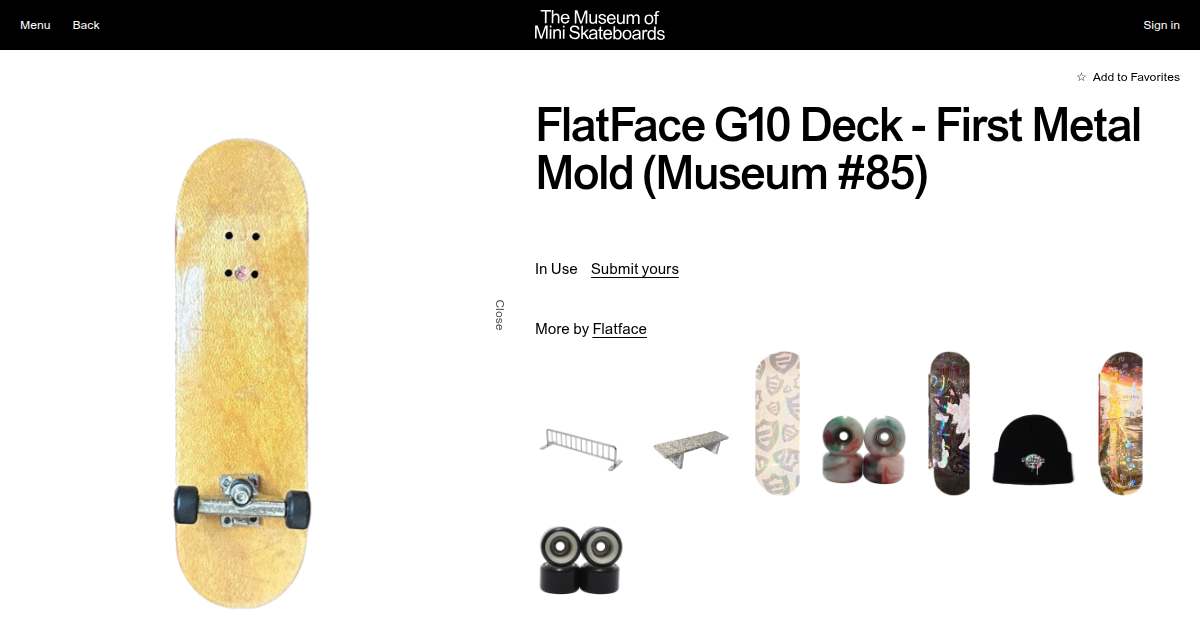 Menu
Back
The Museum of
Mini Skateboards
Sign in
☆ Add to Favorites
FlatFace G10 Deck - First Metal
Mold (Museum #85)
In Use
Submit yours
Close
More by Flatface